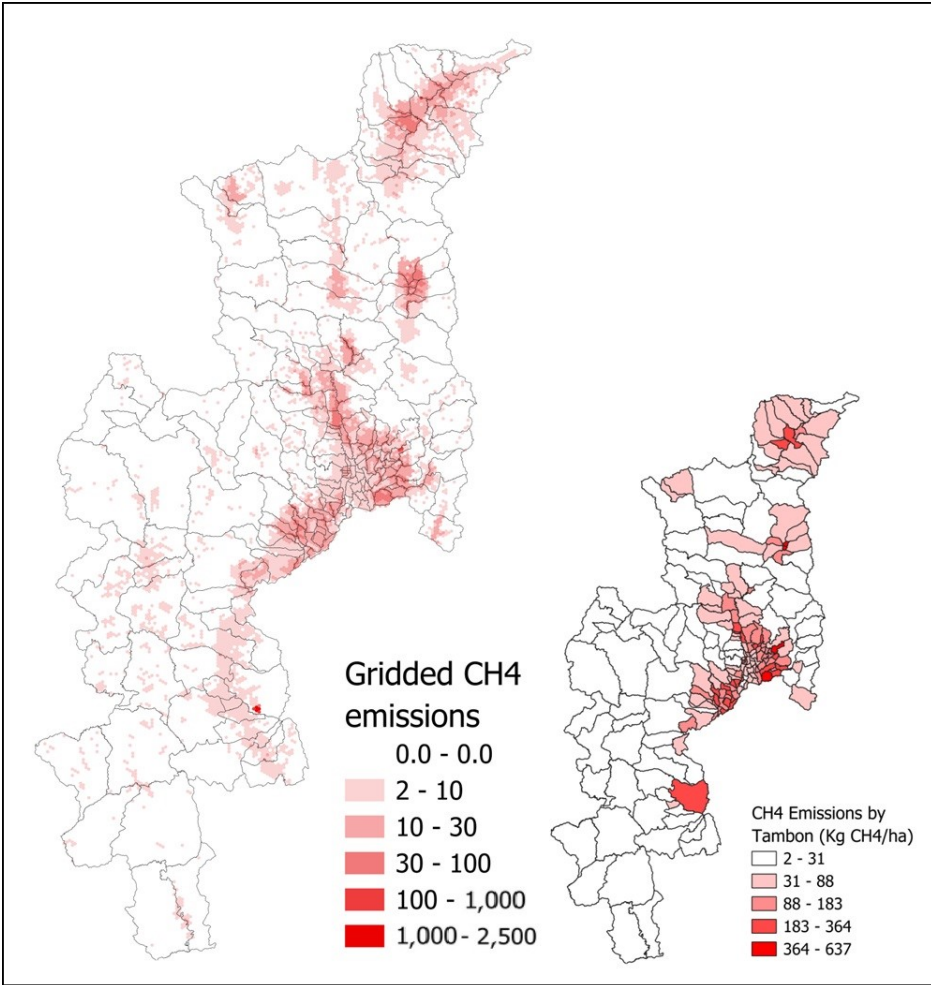 Gridded CH4
emissions
0.0 - 0.0
2 - 10
10 - 30
30 - 100
100 - 1,000
1,000 - 2,500
CH4 Emissions by
Tambon (Kg CH4/ha)
2 - 31
31 - 88
88 - 183
183 - 364
364 - 637